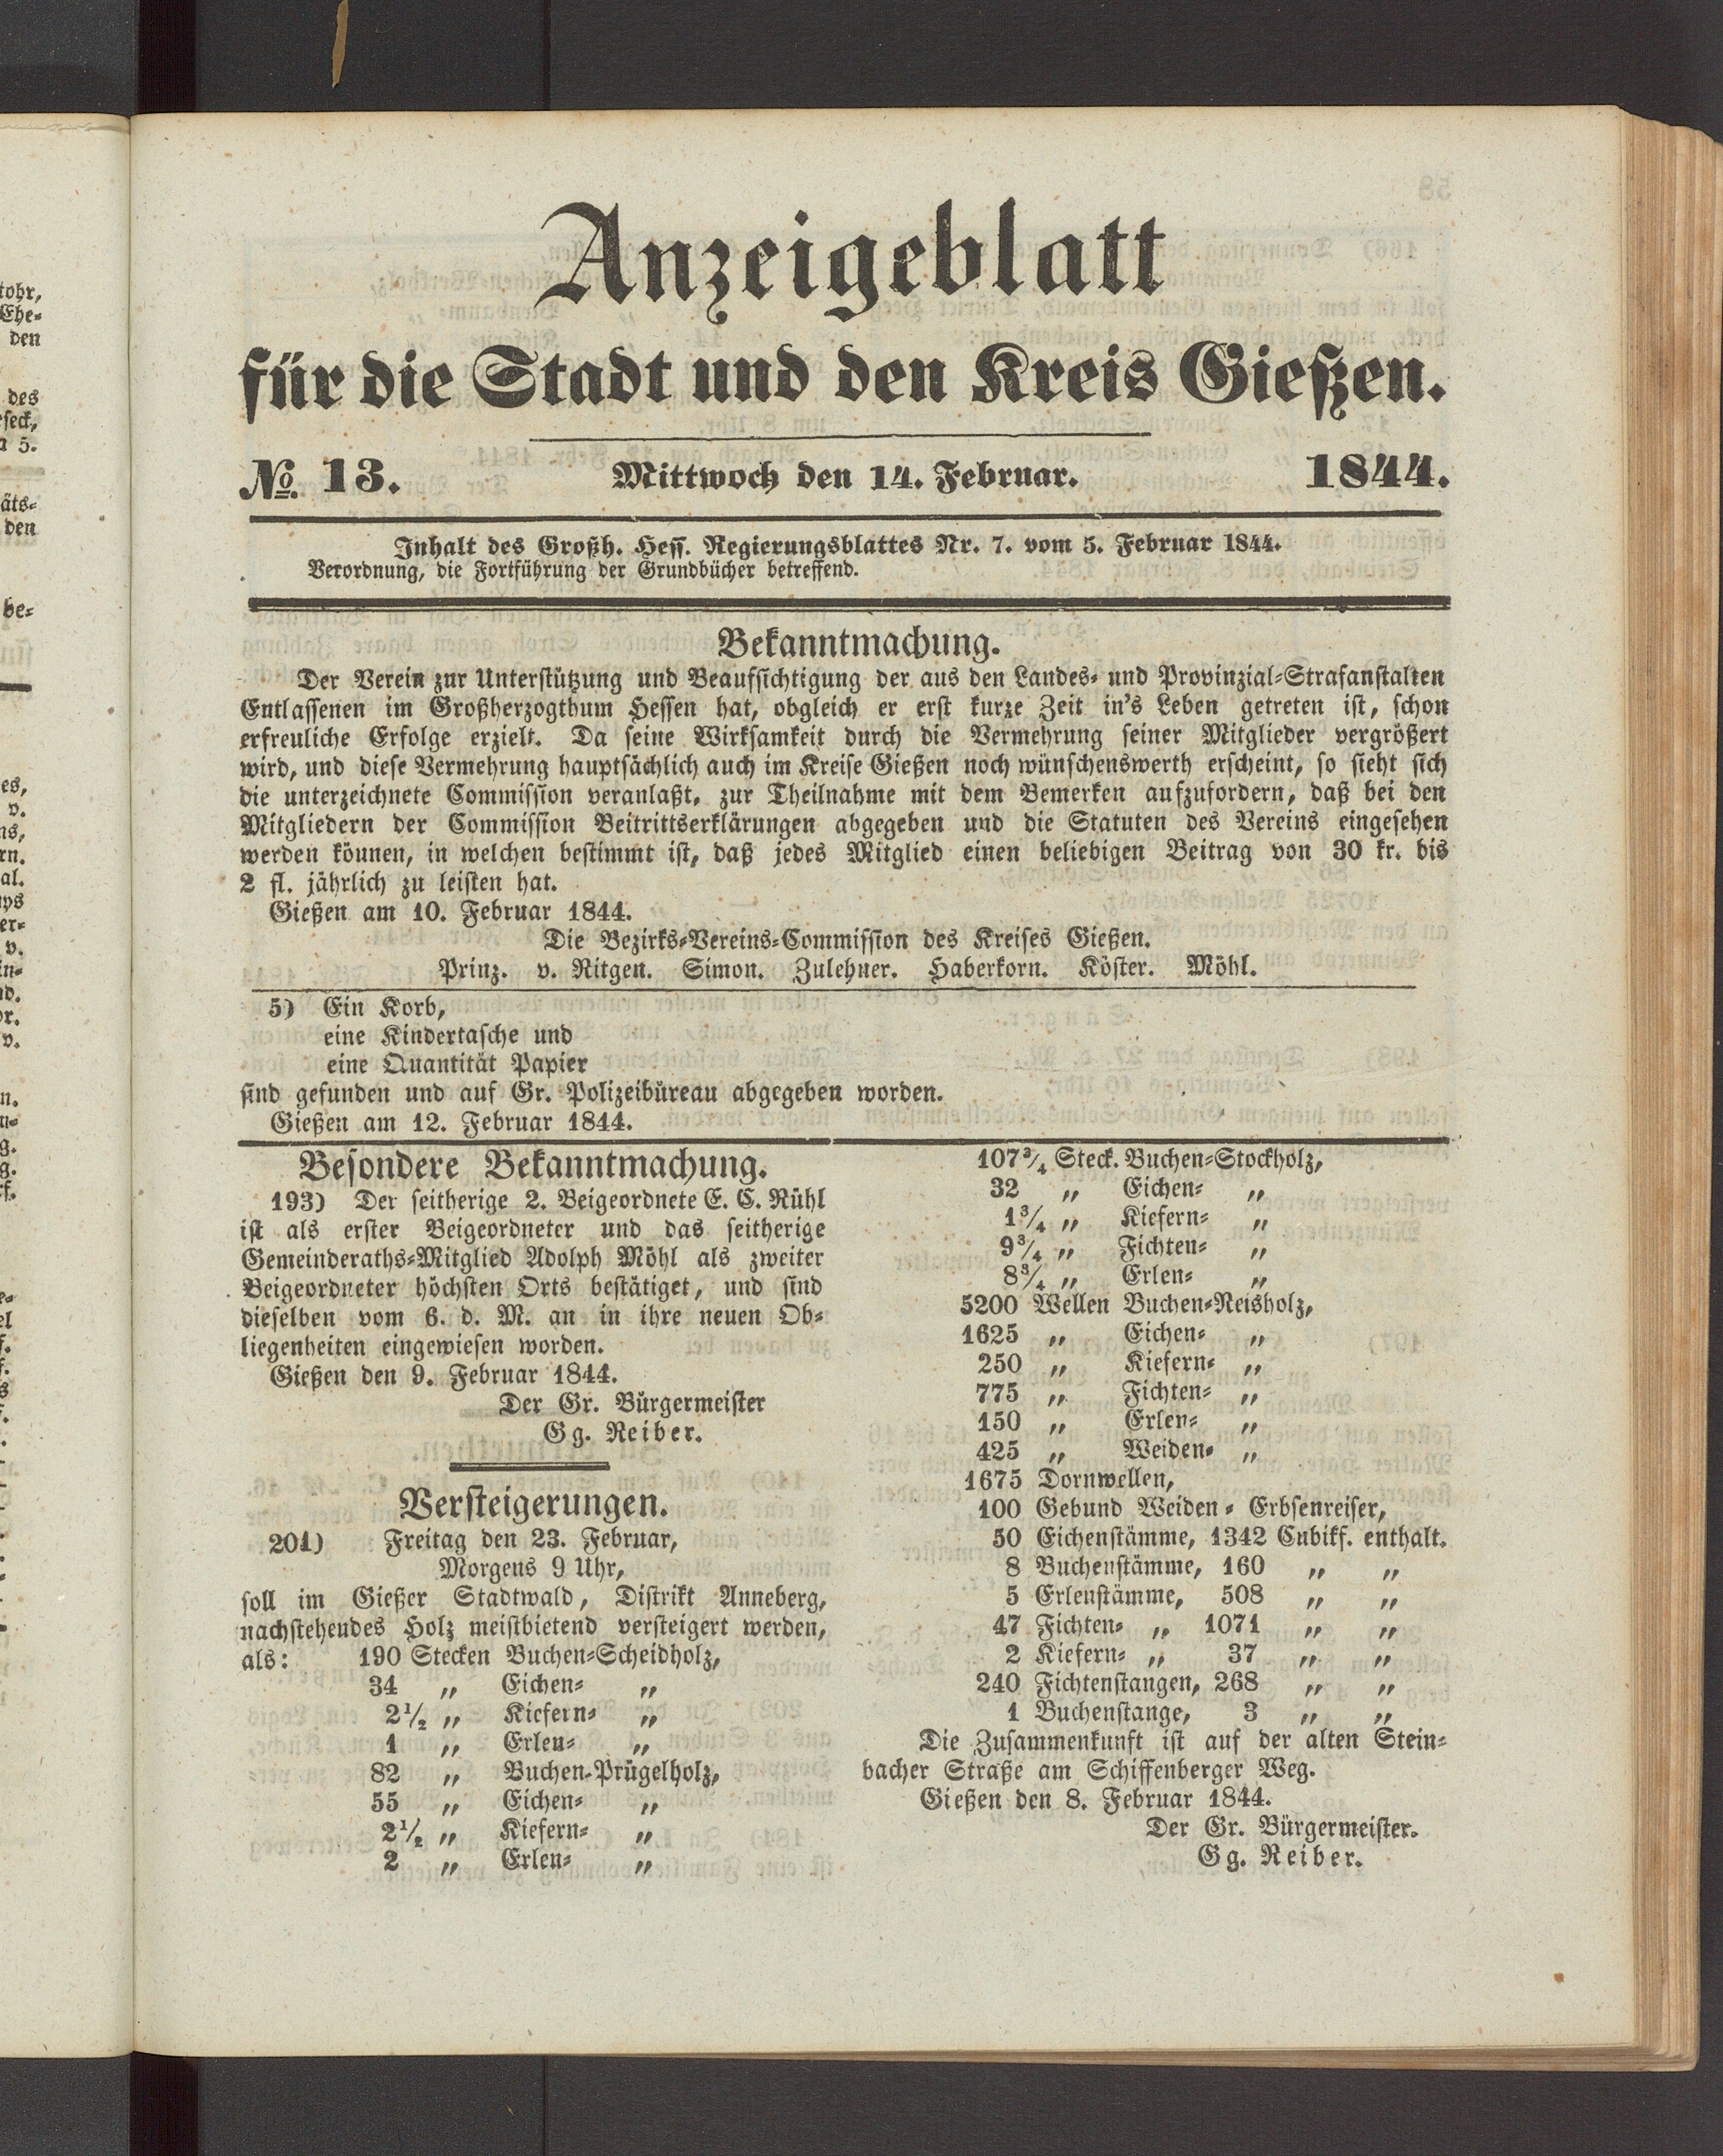 Anzeigeblatt
für die Stadt und den Kreis Gießen.
No. 13. Mittwoch den 14. Februar. 1844.
Inhalt des Großh. Hess. Regierungsblattes Nr. 7. vom 5. Februar 1844.
Verordnung, die Fortführung der Grundbücher betreffend.
Bekanntmachung.
Der Verein zur Unterstützung und Beaufsichtigung der aus den Landes- und Provinzial-Strafanstalten
Entlassenen im Großherzogthum Hessen hat, obgleich er erst kurze Zeit in's Leben getreten ist, schon
erfreuliche Erfolge erzielt. Da seine Wirksamkeit durch die Vermehrung seiner Mitglieder vergrößert
wird, und diese Vermehrung hauptsächlich auch im Kreise Gießen noch wünschenswerth erscheint, so sieht sich
die unterzeichnete Commission veranlaßt, zur Theilnahme mit dem Bemerken aufzufordern, daß bei den
Mitgliedern der Commission Beitrittserklärungen abgegeben und die Statuten des Vereins eingesehen
werden können, in welchen bestimmt ist, daß jedes Mitglied einen beliebigen Beitrag von 30 kr. bis
2 fl. jährlich zu leisten hat.
Gießen am 10. Februar 1844.
Die Bezirks-Vereins-Commission des Kreises Gießen.
Prinz. v. Ritgen. Simon. Zulehner. Haberkorn. Köster. Möhl.
5) Ein Korb,
eine Kindertasche und
eine Quantität Papier
sind gefunden und auf Gr. Polizeibüreau abgegeben worden.
Gießen am 12. Februar 1844.
Besondere Bekanntmachung.
193) Der seitherige 2. Beigeordnete E. C. Rühl
ist als erster Beigeordneter und das seitherige
Gemeinderaths-Mitglied Adolph Möhl als zweiter
Beigeordneter höchsten Orts bestätiget, und sind
dieselben vom 6. d. M. an in ihre neuen Ob-
liegenheiten eingewiesen worden.
Gießen den 9. Februar 1844.
Der Gr. Bürgermeister
Gg. Reiber.
Versteigerungen.
201) Freitag den 23. Februar,
Morgens 9 Uhr,
soll im Gießer Stadtwald, Distrikt Anneberg,
nachstehendes Holz meistbietend versteigert werden,
als: 190 Stecken Buchen-Scheidholz,
34 „ Eichen- „
2½ „ Kiefern- „
1 „ Erlen- „
82 „ Buchen-Prügelholz,
55 „ Eichen- „
2½ „ Kiefern- „
2 „ Erlen- „
107¾ Steck. Buchen-Stockholz,
32 „ Eichen- „
1¾ „ Kiefern- „
9¾ „ Fichten- „
8¾ „ Erlen- „
5200 Wellen Buchen-Reisholz,
1625 „ Eichen- „
250 „ Kiefern- „
775 „ Fichten- „
150 „ Erlen- „
425 „ Weiden- „
1675 Dornwellen,
100 Gebund Weiden-Erbsenreiser,
50 Eichenstämme, 1342 Cubikf. enthalt.
8 Buchenstämme, 160 „ „
5 Erlenstämme, 508 „ „
47 Fichten- „ 1071 „ „
2 Kiefern- „ 37 „ „
240 Fichtenstangen, 268 „ „
1 Buchenstange, 3 „ „
Die Zusammenkunft ist auf der alten Stein-
bacher Straße am Schiffenberger Weg.
Gießen den 8. Februar 1844.
Der Gr. Bürgermeister.
Gg. Reiber.